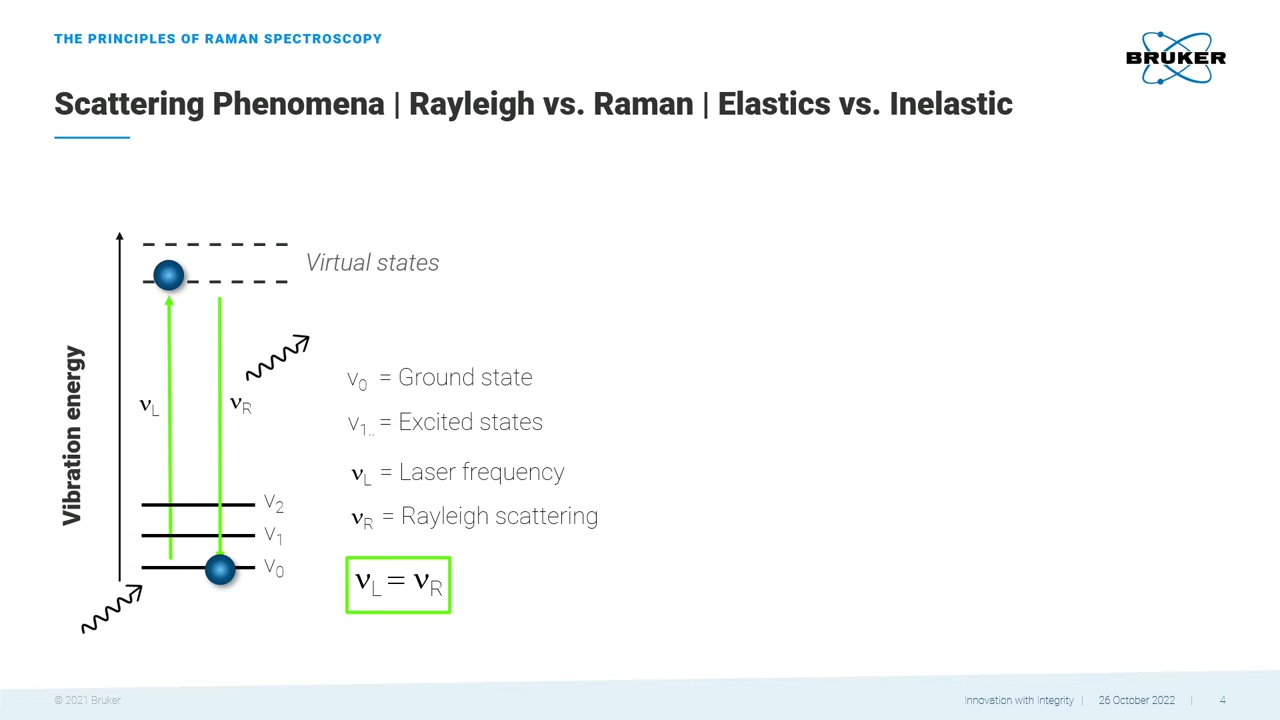 THE PRINCIPLES OF RAMAN SPECTROSCOPY
BRUKER
Scattering Phenomena | Rayleigh vs. Raman | Elastics vs. Inelastic
Virtual states
Vibration energy
νL
νR
v2
v1
v0
v0 = Ground state
v1.. = Excited states
νL = Laser frequency
νR = Rayleigh scattering
νL = νR
© 2021 Bruker
Innovation with Integrity | 26 October 2022 | 4